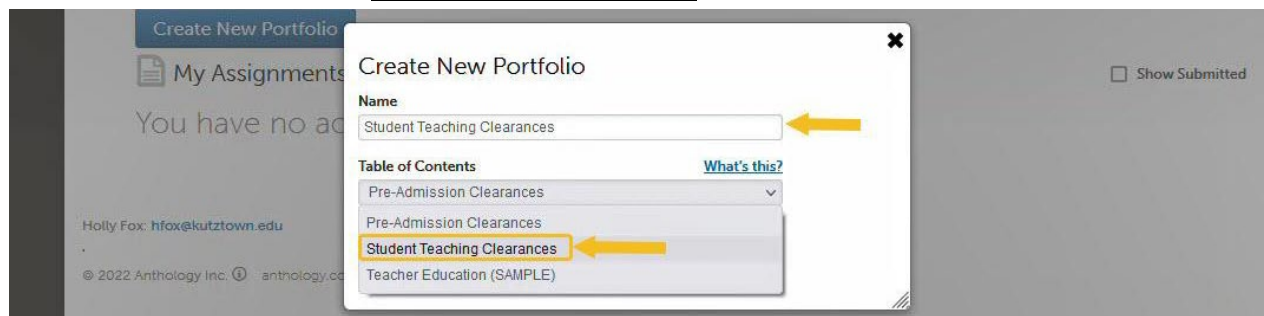 Create New Portfolio
My Assignments
Show Submitted
You have no ac
Create New Portfolio
Name
Student Teaching Clearances
Table of Contents What's this?
Pre-Admission Clearances
Pre-Admission Clearances
Student Teaching Clearances
Teacher Education (SAMPLE)
Holly Fox: hfox@kutztown.edu
© 2022 Anthology Inc. anthology.co